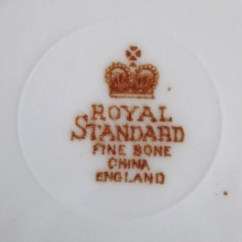 ROYAL
STANDARD
FINE BONE
CHINA
ENGLAND